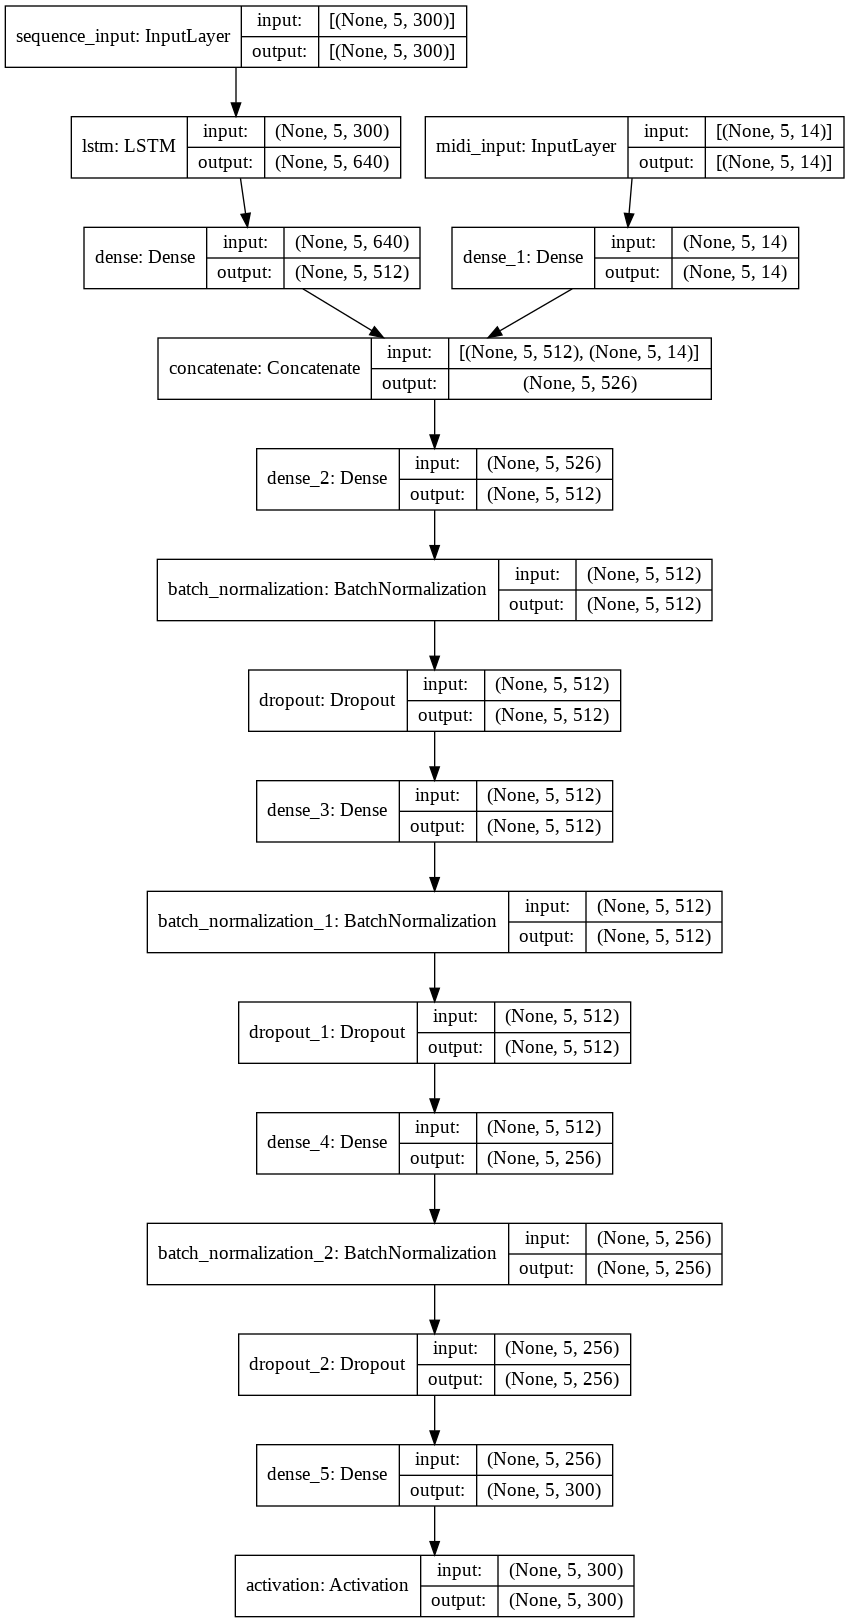 sequence_input: InputLayer
input: [(None, 5, 300)]
output: [(None, 5, 300)]
lstm: LSTM
input: (None, 5, 300)
output: (None, 5, 640)
midi_input: InputLayer
input: [(None, 5, 14)]
output: [(None, 5, 14)]
dense: Dense
input: (None, 5, 640)
output: (None, 5, 512)
dense_1: Dense
input: (None, 5, 14)
output: (None, 5, 14)
concatenate: Concatenate
input: [(None, 5, 512), (None, 5, 14)]
output: (None, 5, 526)
dense_2: Dense
input: (None, 5, 526)
output: (None, 5, 512)
batch_normalization: BatchNormalization
input: (None, 5, 512)
output: (None, 5, 512)
dropout: Dropout
input: (None, 5, 512)
output: (None, 5, 512)
dense_3: Dense
input: (None, 5, 512)
output: (None, 5, 512)
batch_normalization_1: BatchNormalization
input: (None, 5, 512)
output: (None, 5, 512)
dropout_1: Dropout
input: (None, 5, 512)
output: (None, 5, 512)
dense_4: Dense
input: (None, 5, 512)
output: (None, 5, 256)
batch_normalization_2: BatchNormalization
input: (None, 5, 256)
output: (None, 5, 256)
dropout_2: Dropout
input: (None, 5, 256)
output: (None, 5, 256)
dense_5: Dense
input: (None, 5, 256)
output: (None, 5, 300)
activation: Activation
input: (None, 5, 300)
output: (None, 5, 300)